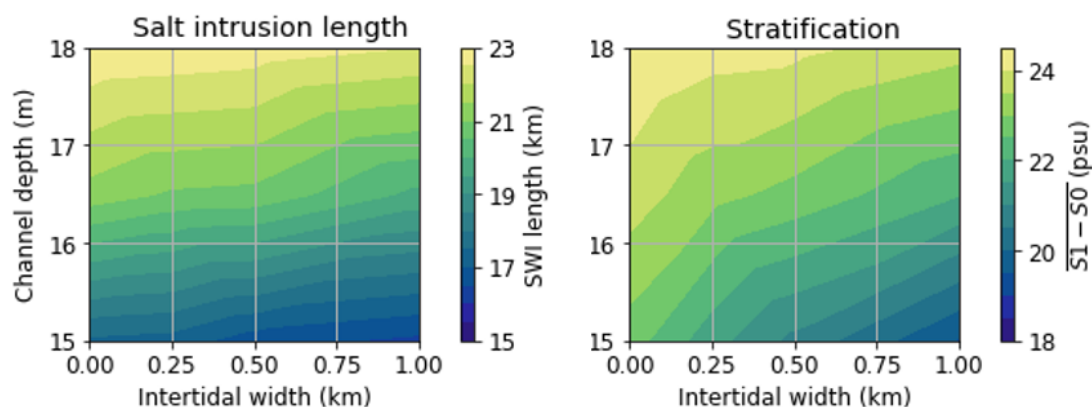 Salt intrusion length
Channel depth (m)
18
17
16
15
0.00 0.25 0.50 0.75 1.00
Intertidal width (km)
23
21
19
17
15
SWI length (km)
Stratification
18
17
16
15
0.00 0.25 0.50 0.75 1.00
Intertidal width (km)
24
22
20
18
S1 − S0 (psu)